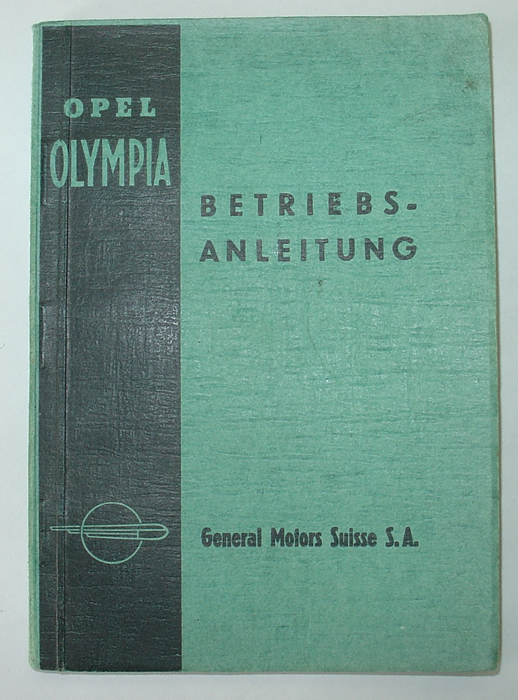 OPEL
OLYMPIA
BETRIEBS-
ANLEITUNG
General Motors Suisse S.A.